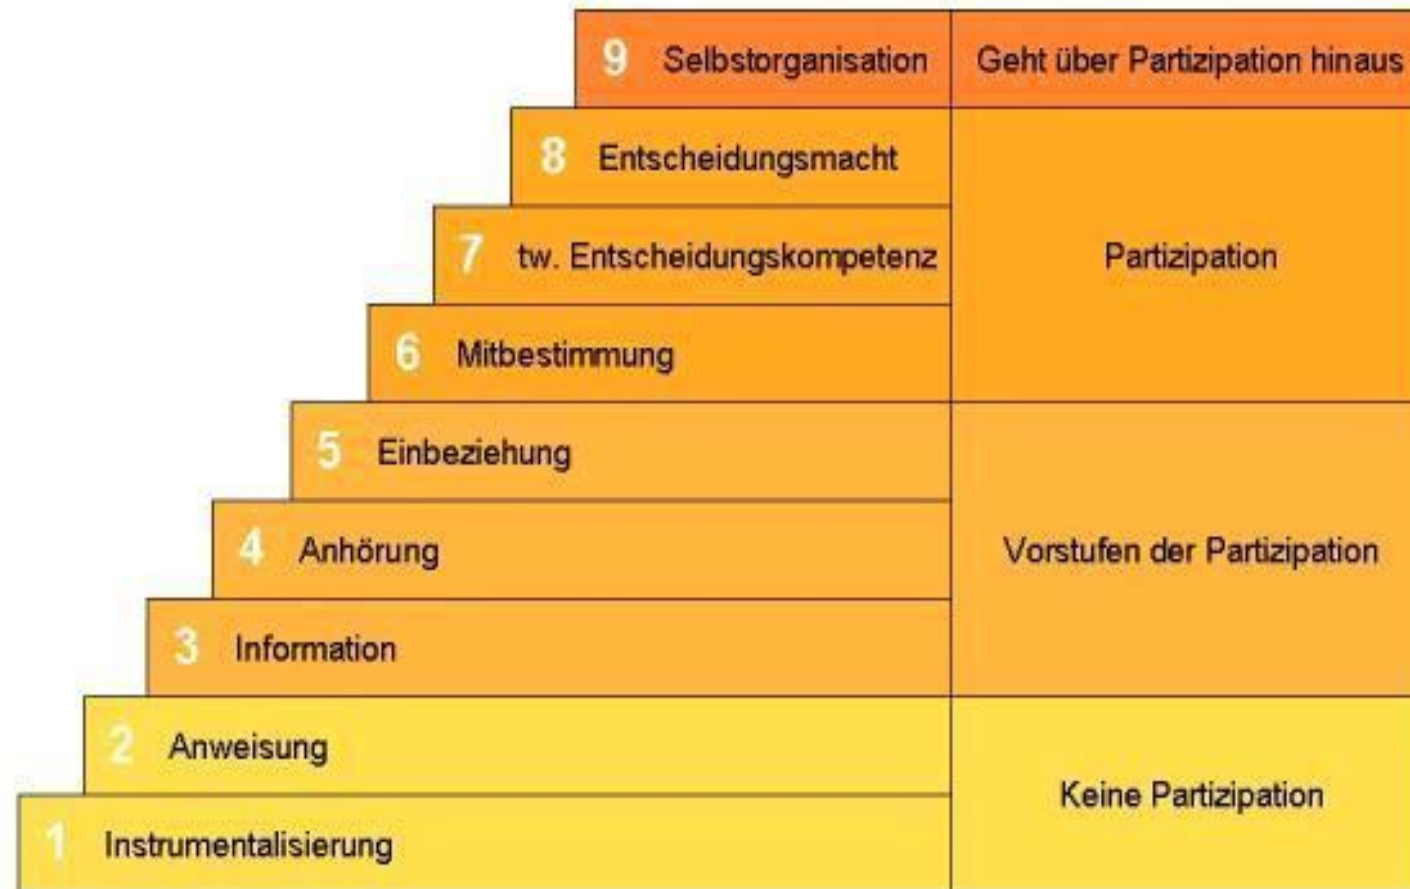 9 Selbstorganisation Geht über Partizipation hinaus
8 Entscheidungsmacht
7 tw. Entscheidungskompetenz Partizipation
6 Mitbestimmung
5 Einbeziehung
4 Anhörung Vorstufen der Partizipation
3 Information
2 Anweisung
Keine Partizipation
1 Instrumentalisierung